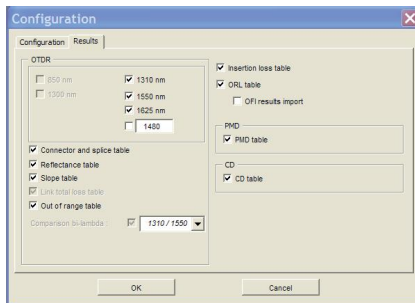 Configuration
Configuration Results
OTDR
850 nm
1300 nm
1310 nm
1550 nm
1625 nm
1480
Connector and splice table
Reflectance table
Slope table
Link total loss table
Out of range table
Comparison bi-lambda : 1310 / 1550
Insertion loss table
ORL table
OFI results import
PMD
PMD table
CD
CD table
OK Cancel